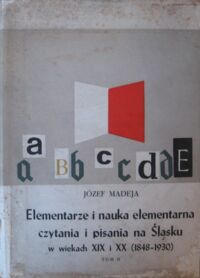 a a B b c c d d E
JÓZEF MADEJA
Elementarze i nauka elementarna
czytania i pisania na Śląsku
w wiekach XIX i XX (1848-1930)
TOM II